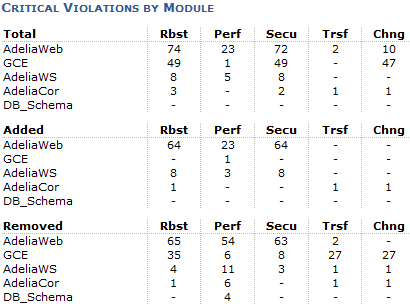 CRITICAL VIOLATIONS BY MODULE
Total Rbst Perf Secu Trsf Chng
AdeliaWeb 74 23 72 2 10
GCE 49 1 49 - 47
AdeliaWS 8 5 8 - -
AdeliaCor 3 - 2 1 1
DB_Schema - - - - -
Added Rbst Perf Secu Trsf Chng
AdeliaWeb 64 23 64 - -
GCE - 1 - - -
AdeliaWS 8 3 8 - -
AdeliaCor 1 - - 1 1
DB_Schema - - - - -
Removed Rbst Perf Secu Trsf Chng
AdeliaWeb 65 54 63 2 -
GCE 35 6 8 27 27
AdeliaWS 4 11 3 1 1
AdeliaCor 1 6 - 1 1
DB_Schema - 4 - - -